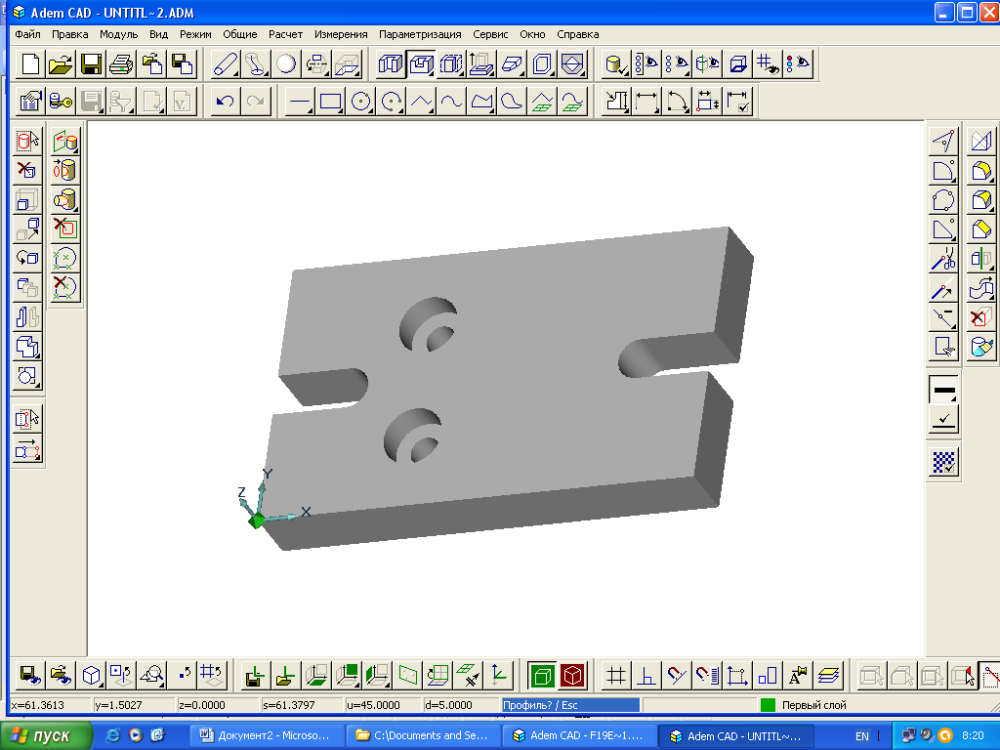 Adem CAD - UNTITL~2.ADM
Файл Правка Модуль Вид Режим Общие Расчет Измерения Параметризация Сервис Окно Справка
Z Y X
x=61.3613 y=1.5027 z=0.0000 s=61.3797 u=45.0000 d=5.0000 Профиль? / Esc Первый слой
пуск Документ2 - Microso... C:\Documents and Se... Adem CAD - F19E~1.... Adem CAD - UNTITL~... EN 8:20